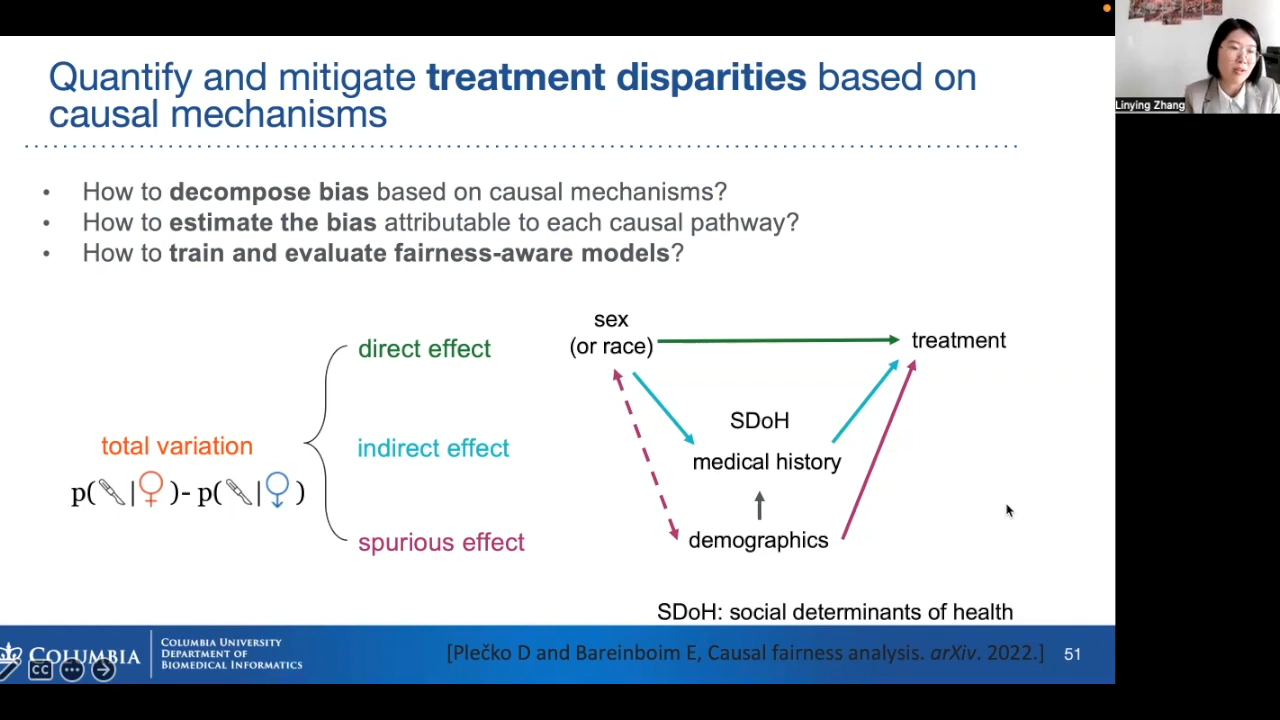 Quantify and mitigate treatment disparities based on
causal mechanisms
• How to decompose bias based on causal mechanisms?
• How to estimate the bias attributable to each causal pathway?
• How to train and evaluate fairness-aware models?
total variation
p( | ) - p( | )
direct effect
indirect effect
spurious effect
sex
(or race)
treatment
SDoH
medical history
demographics
SDoH: social determinants of health
COLUMBIA
COLUMBIA UNIVERSITY
DEPARTMENT OF
BIOMEDICAL INFORMATICS
CC
[Plečko D and Bareinboim E, Causal fairness analysis. arXiv. 2022.]
51
Linying Zhang